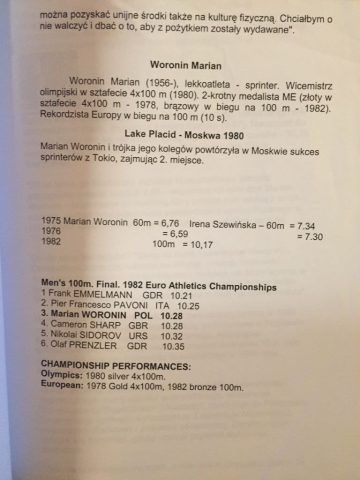 można pozyskać unijne środki także na kulturę fizyczną. Chciałbym o
nie walczyć i dbać o to, aby z pożytkiem zostały wydawane".
Woronin Marian
Woronin Marian (1956-), lekkoatleta - sprinter. Wicemistrz
olimpijski w sztafecie 4x100 m (1980). 2-krotny medalista ME (złoty w
sztafecie 4x100 m - 1978, brązowy w biegu na 100 m - 1982).
Rekordzista Europy w biegu na 100 m (10 s).
Lake Placid - Moskwa 1980
Marian Woronin i trójka jego kolegów powtórzyła w Moskwie sukces
sprinterów z Tokio, zajmując 2. miejsce.
1975 Marian Woronin 60m = 6,76 Irena Szewińska – 60m = 7.34
1976 = 6,59 = 7.30
1982 100m = 10,17
Men's 100m. Final. 1982 Euro Athletics Championships
1 Frank EMMELMANN GDR 10.21
2. Pier Francesco PAVONI ITA 10.25
3. Marian WORONIN POL 10.28
4. Cameron SHARP GBR 10.28
5. Nikolai SIDOROV URS 10.32
6. Olaf PRENZLER GDR 10.35
CHAMPIONSHIP PERFORMANCES:
Olympics: 1980 silver 4x100m.
European: 1978 Gold 4x100m, 1982 bronze 100m.